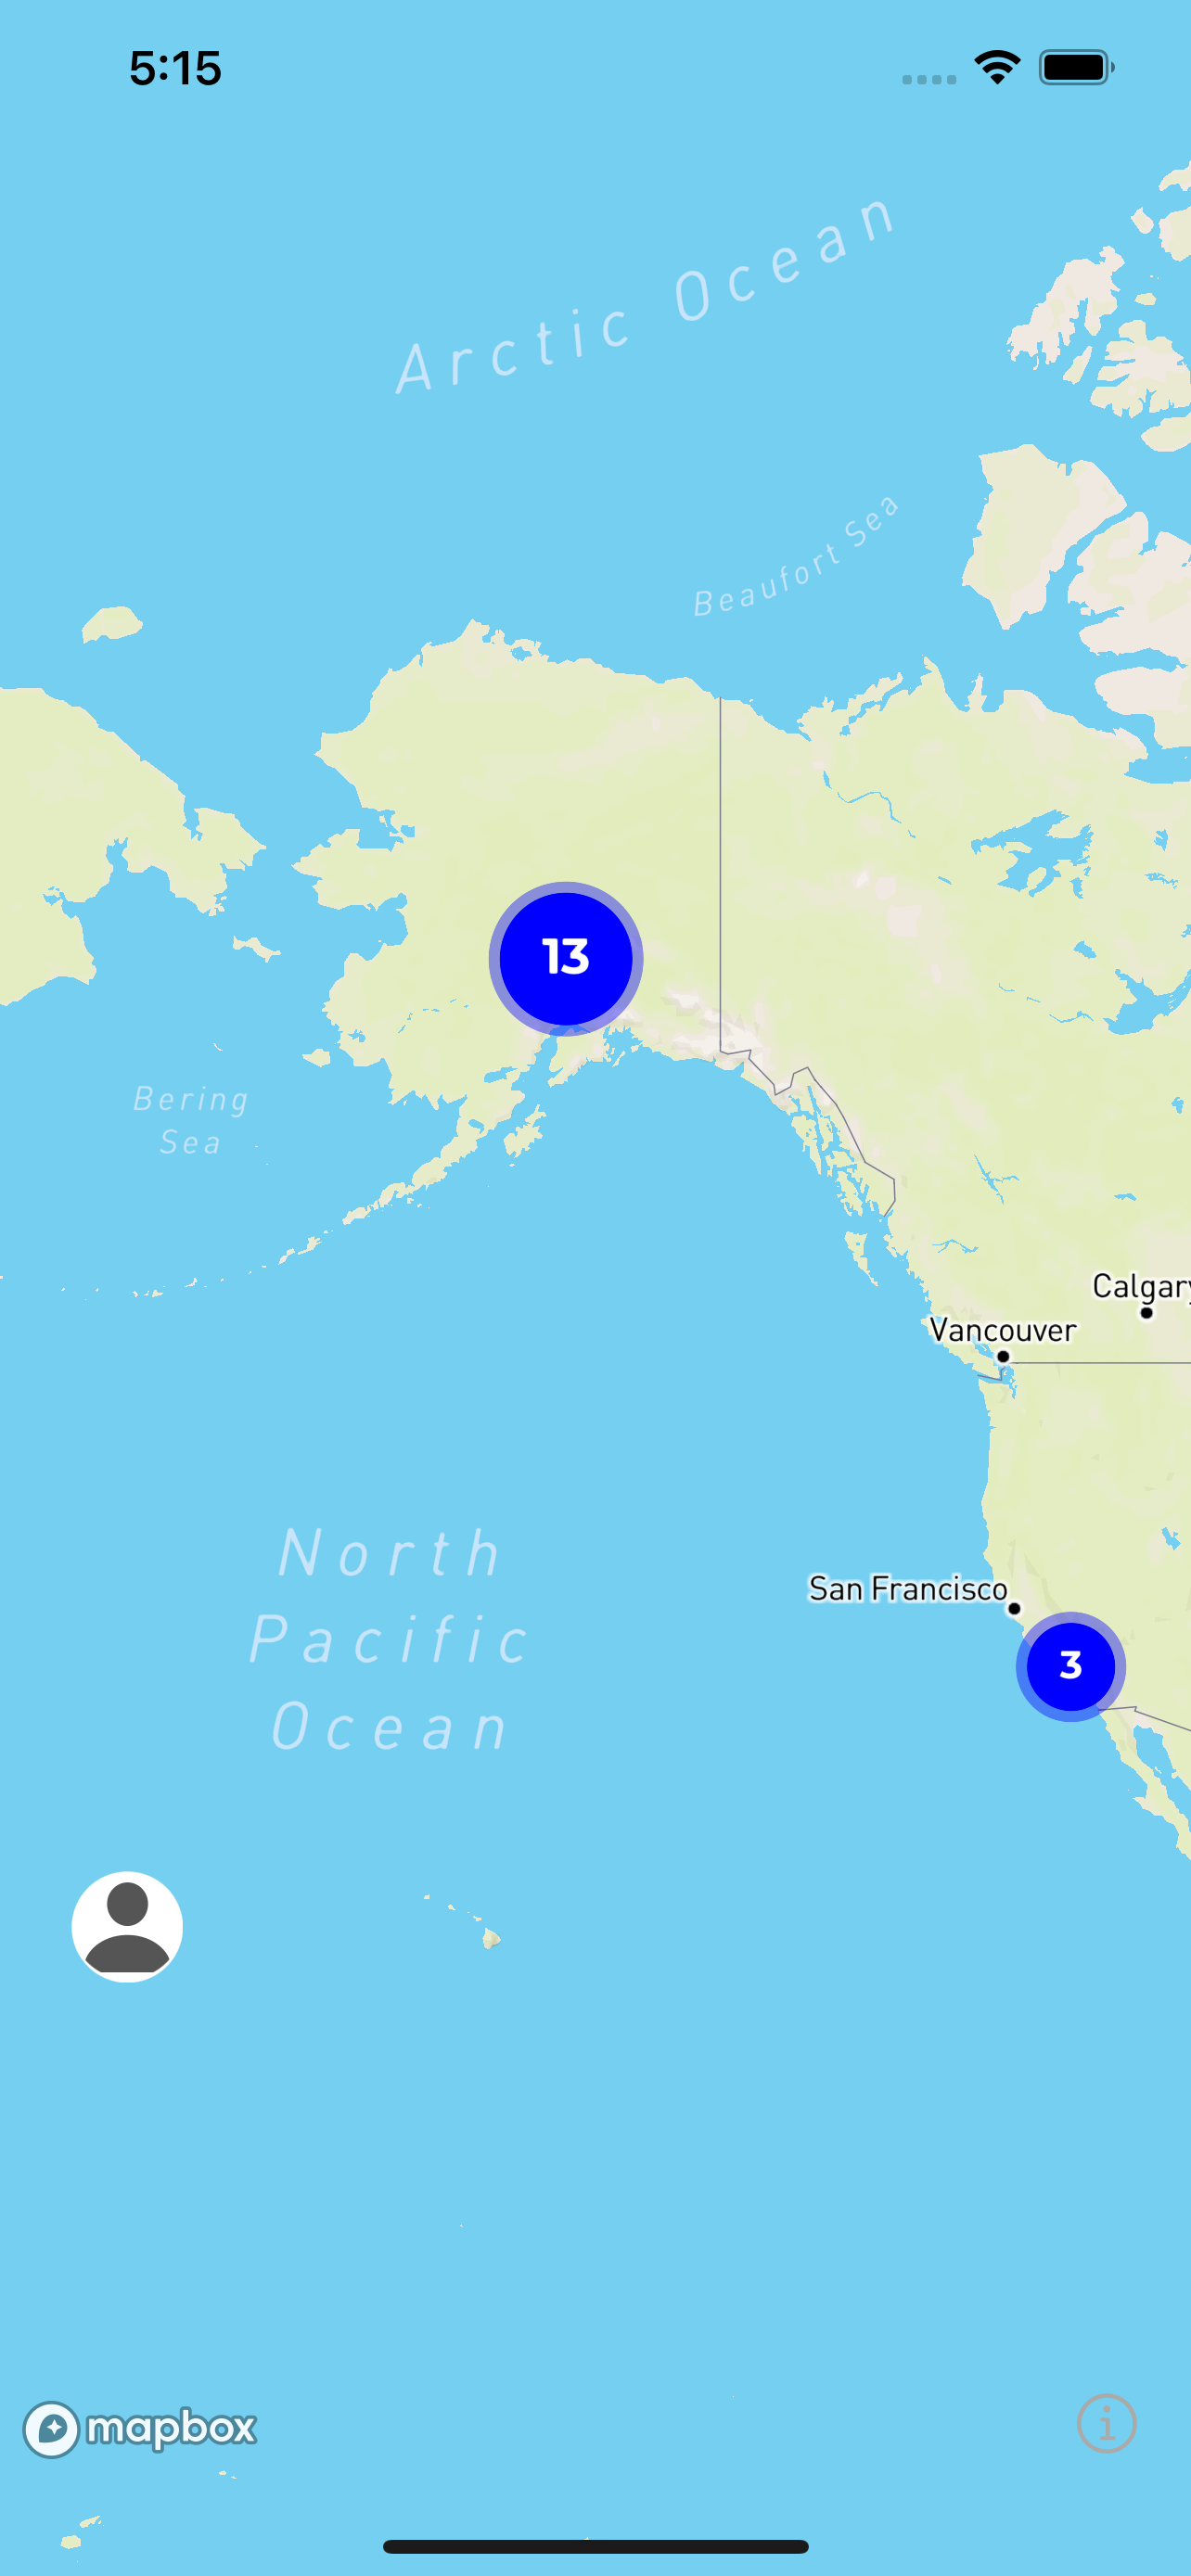 5:15
Arctic Ocean
Beaufort Sea
13
Bering
Sea
Calgary
Vancouver
North
Pacific
Ocean
San Francisco
3
mapbox
i